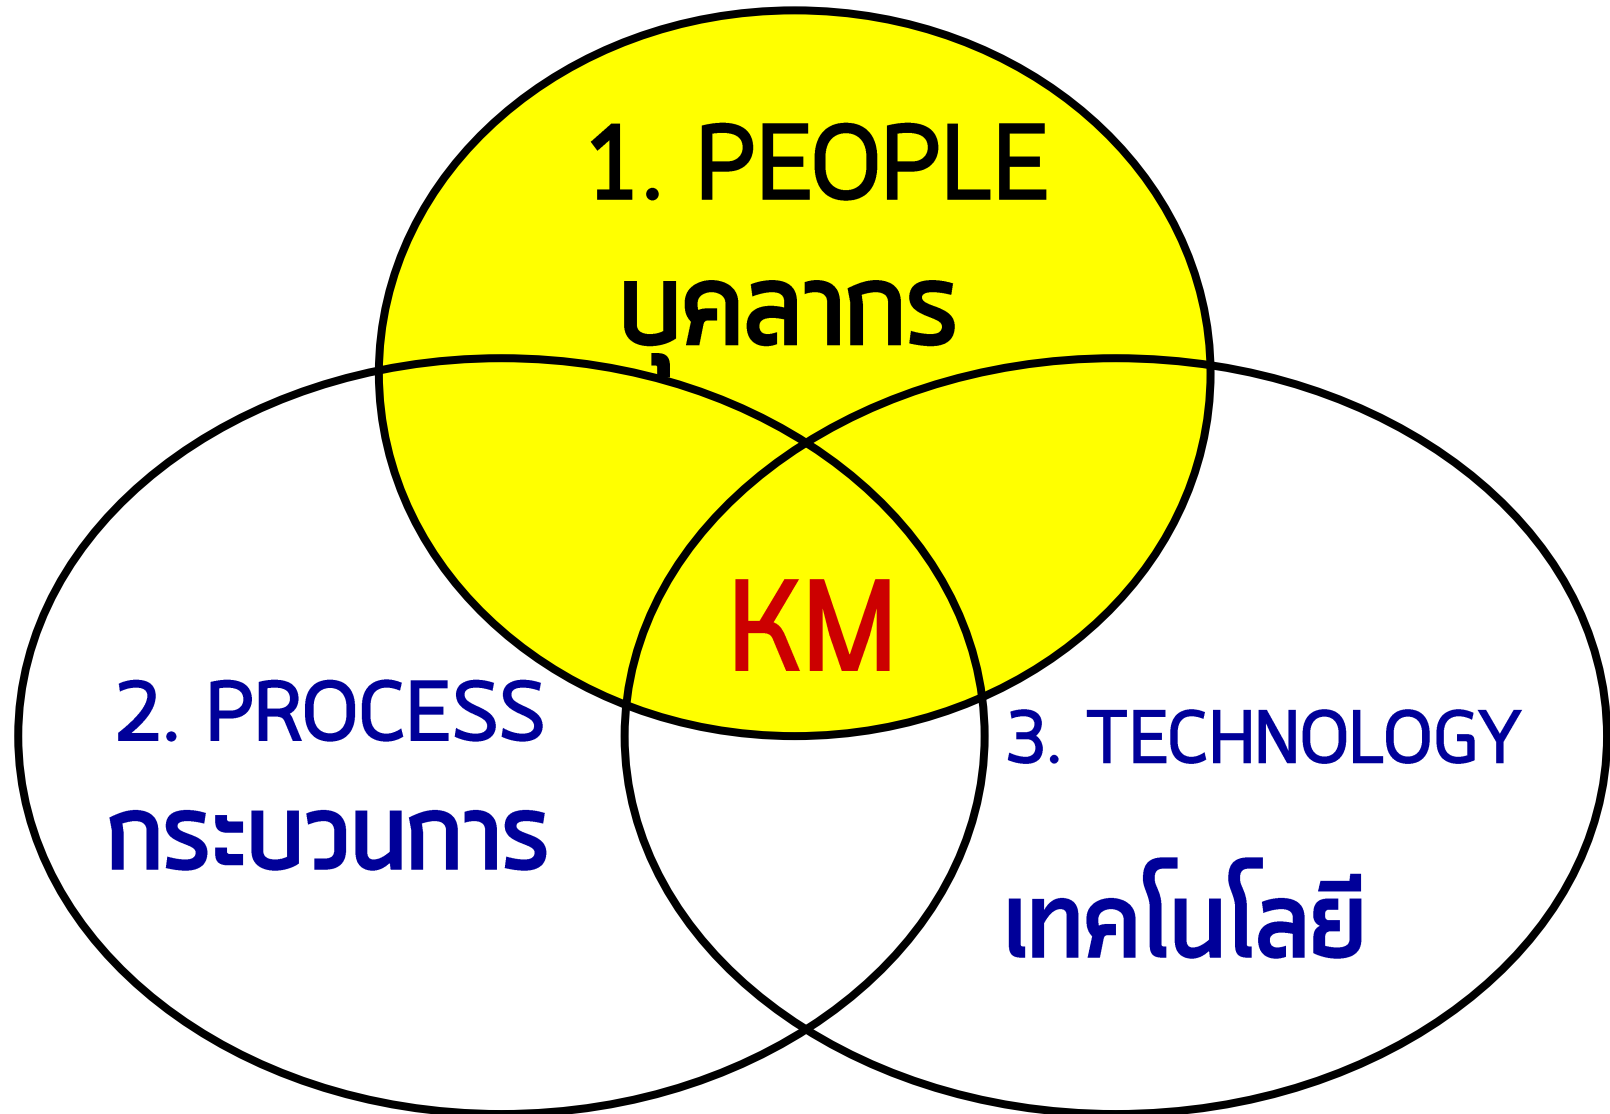 1. PEOPLE
บุคลากร
KM
2. PROCESS
กระบวนการ
3. TECHNOLOGY
เทคโนโลยี